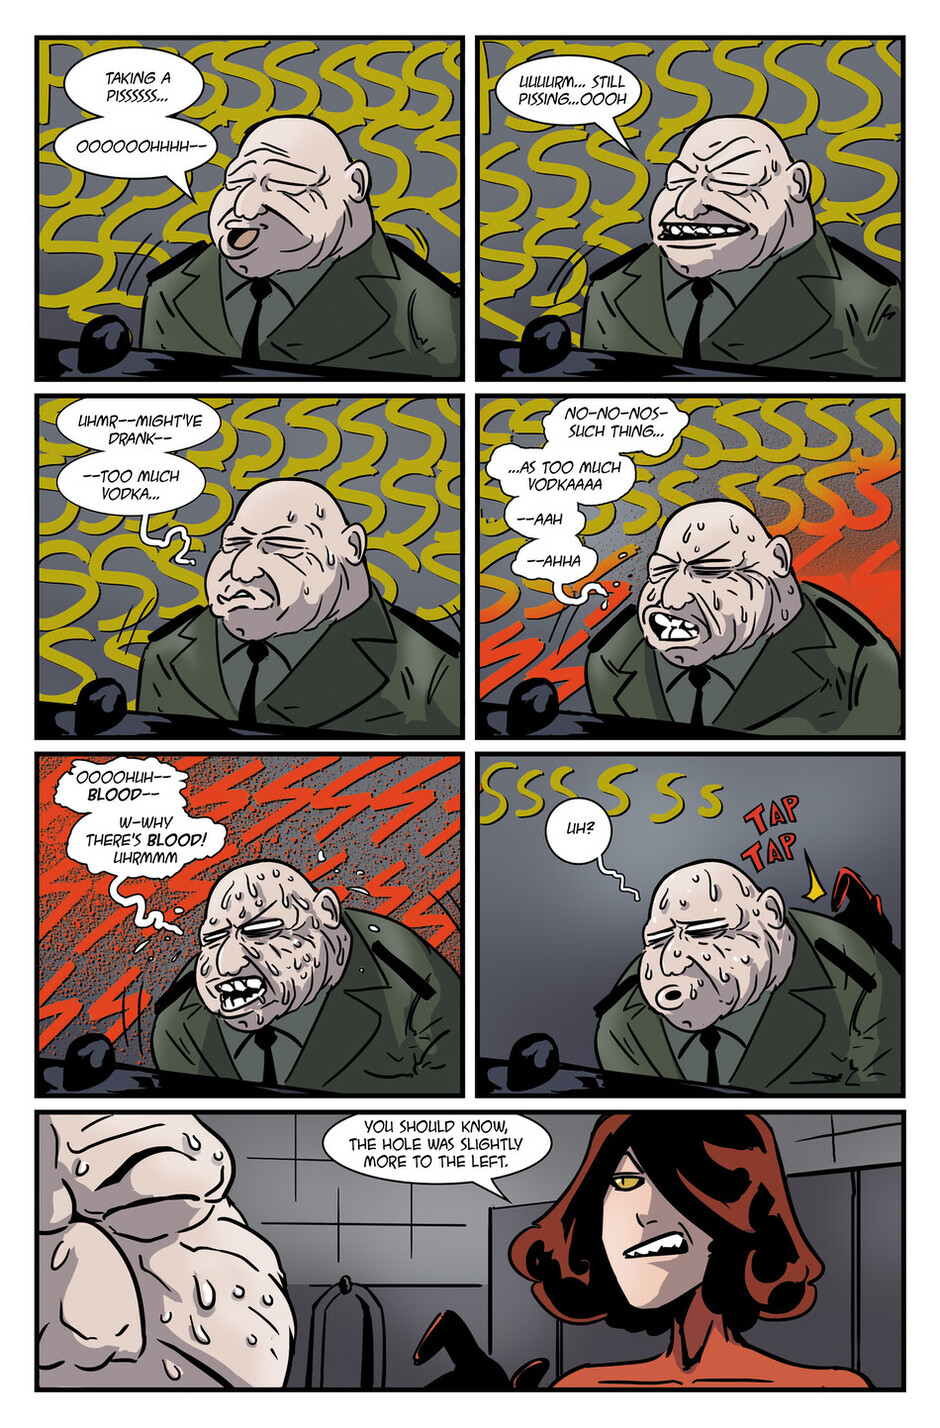 PSSSSSSS
TAKING A
PISSSSSS...
OOOOOOHHHH--
UUUURM... STILL
PISSING...OOOH
UHMR--MIGHT'VE
DRANK--
--TOO MUCH
VODKA...
NO-NO-NOS-
SUCH THING...
...AS TOO MUCH
VODKAAAA
--AAH
--AHHA
OOOOHUH--
BLOOD--
W-WHY
THERE'S BLOOD!
UHRMMM
SSSSSS
UH?
TAP
TAP
YOU SHOULD KNOW,
THE HOLE WAS SLIGHTLY
MORE TO THE LEFT.